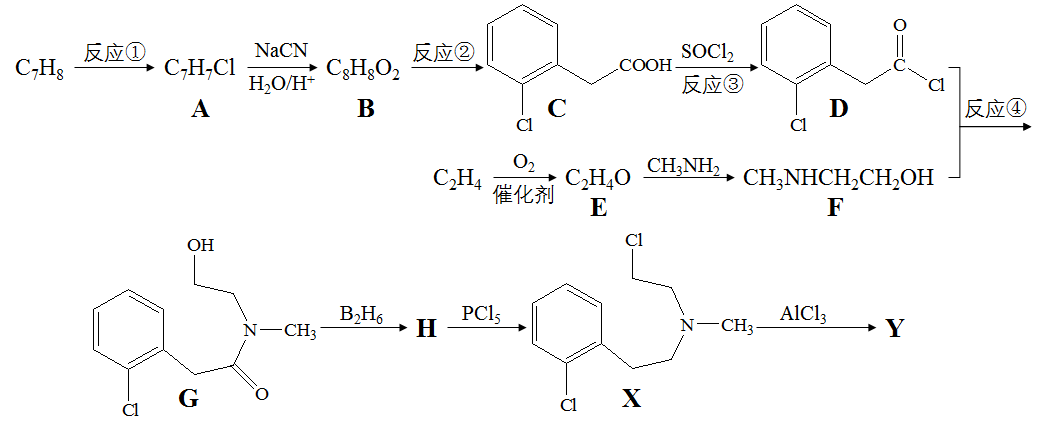 C₇H₈ 反应① C₇H₇Cl NaCN H₂O/H⁺ C₈H₈O₂ 反应② COOH Cl SOCl₂ 反应③ O Cl Cl 反应④
A B C D
C₂H₄ O₂ 催化剂 C₂H₄O CH₃NH₂ CH₃NHCH₂CH₂OH
E F
OH N CH₃ O Cl B₂H₆ H PCl₅ Cl N CH₃ Cl AlCl₃ Y
G X